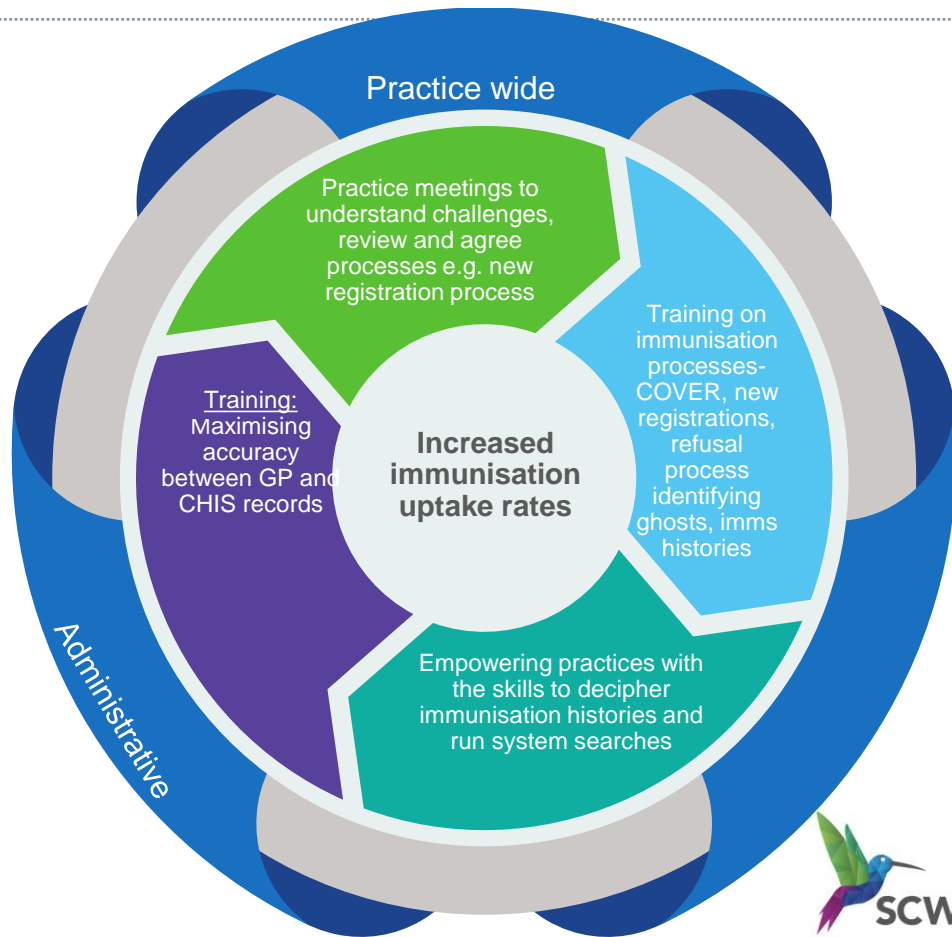 Practice wide
Practice meetings to
understand challenges,
review and agree
processes e.g. new
registration process
Training on
immunisation
processes-
COVER, new
registrations,
refusal
process
identifying
ghosts, imms
histories
Training:
Maximising
accuracy
between GP and
CHIS records
Increased
immunisation
uptake rates
Empowering practices with
the skills to decipher
immunisation histories and
run system searches
Administrative
SCW